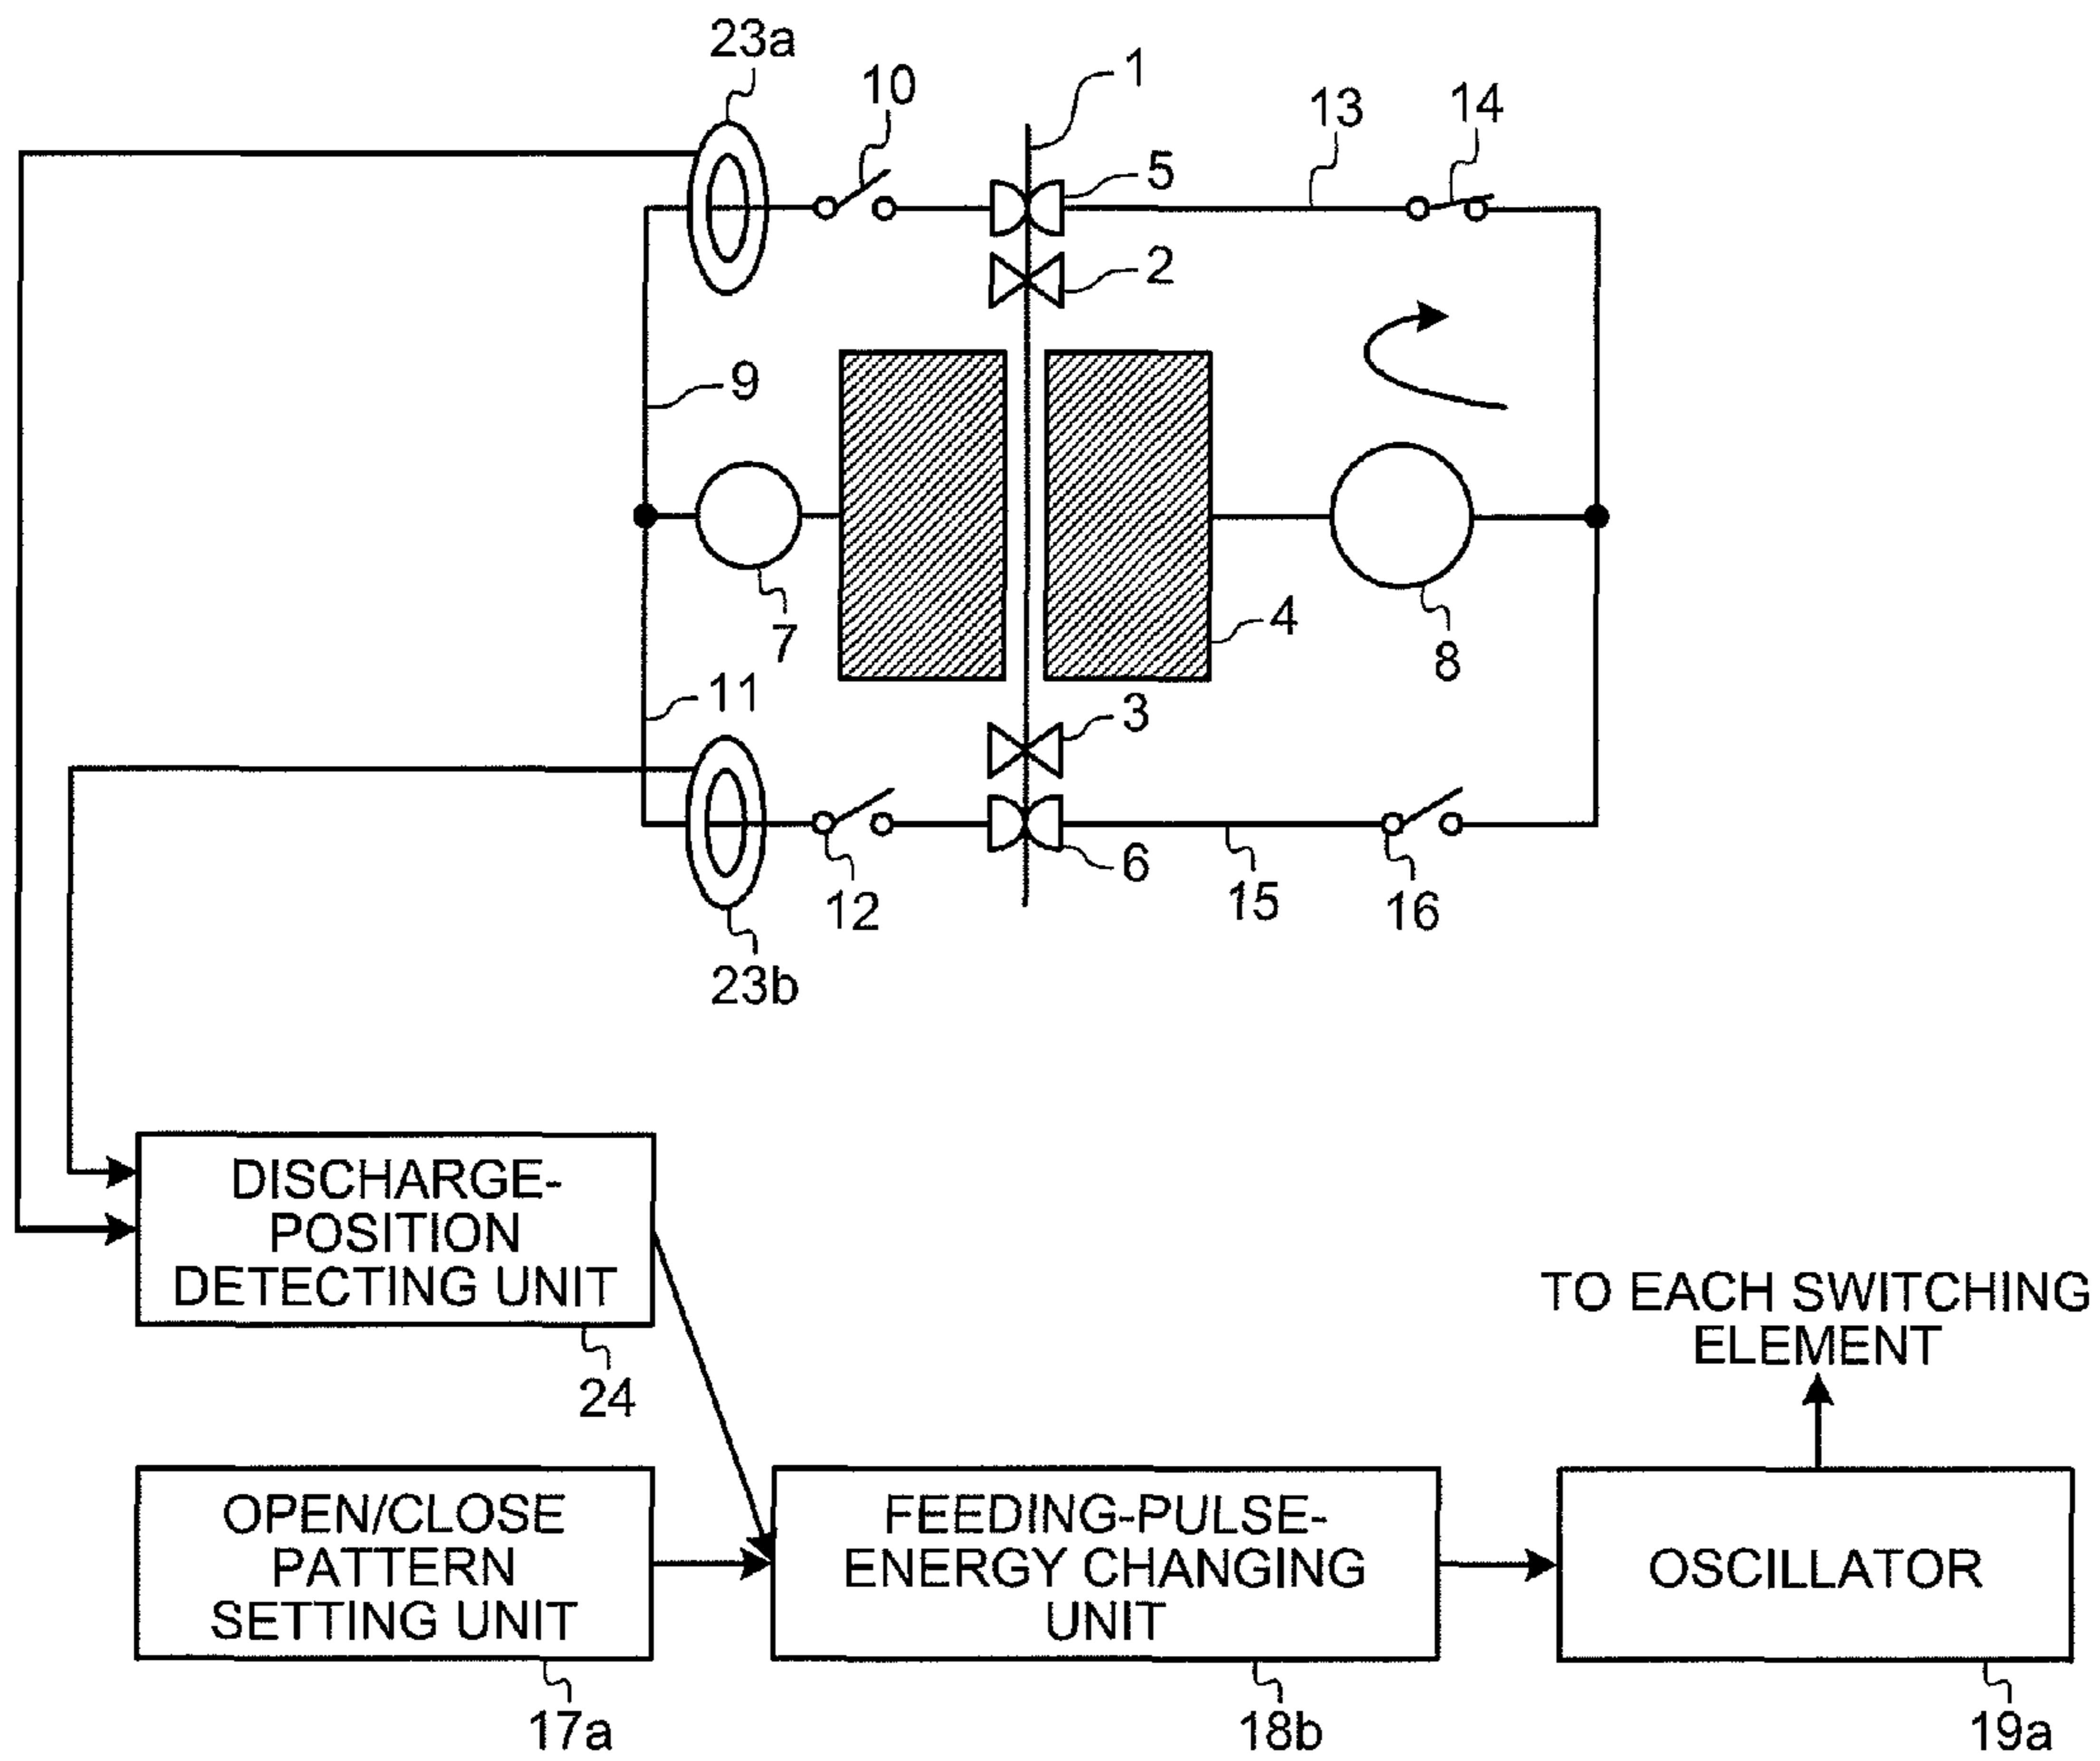 23a
10
1
13
14
5
2
9
7
4
8
11
3
12
6
15
16
23b
DISCHARGE-
POSITION
DETECTING UNIT
24
TO EACH SWITCHING
ELEMENT
OPEN/CLOSE
PATTERN
SETTING UNIT
17a
FEEDING-PULSE-
ENERGY CHANGING
UNIT
18b
OSCILLATOR
19a